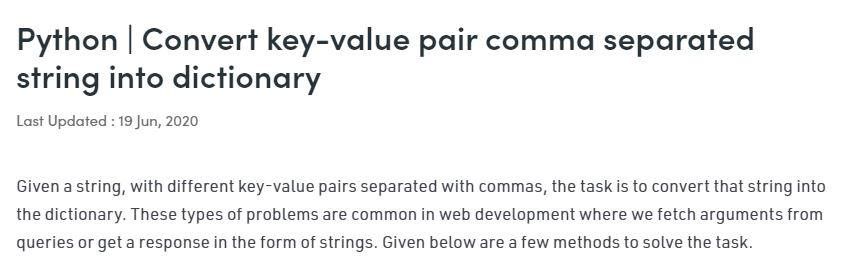 Python | Convert key-value pair comma separated
string into dictionary
Last Updated : 19 Jun, 2020
Given a string, with different key-value pairs separated with commas, the task is to convert that string into
the dictionary. These types of problems are common in web development where we fetch arguments from
queries or get a response in the form of strings. Given below are a few methods to solve the task.